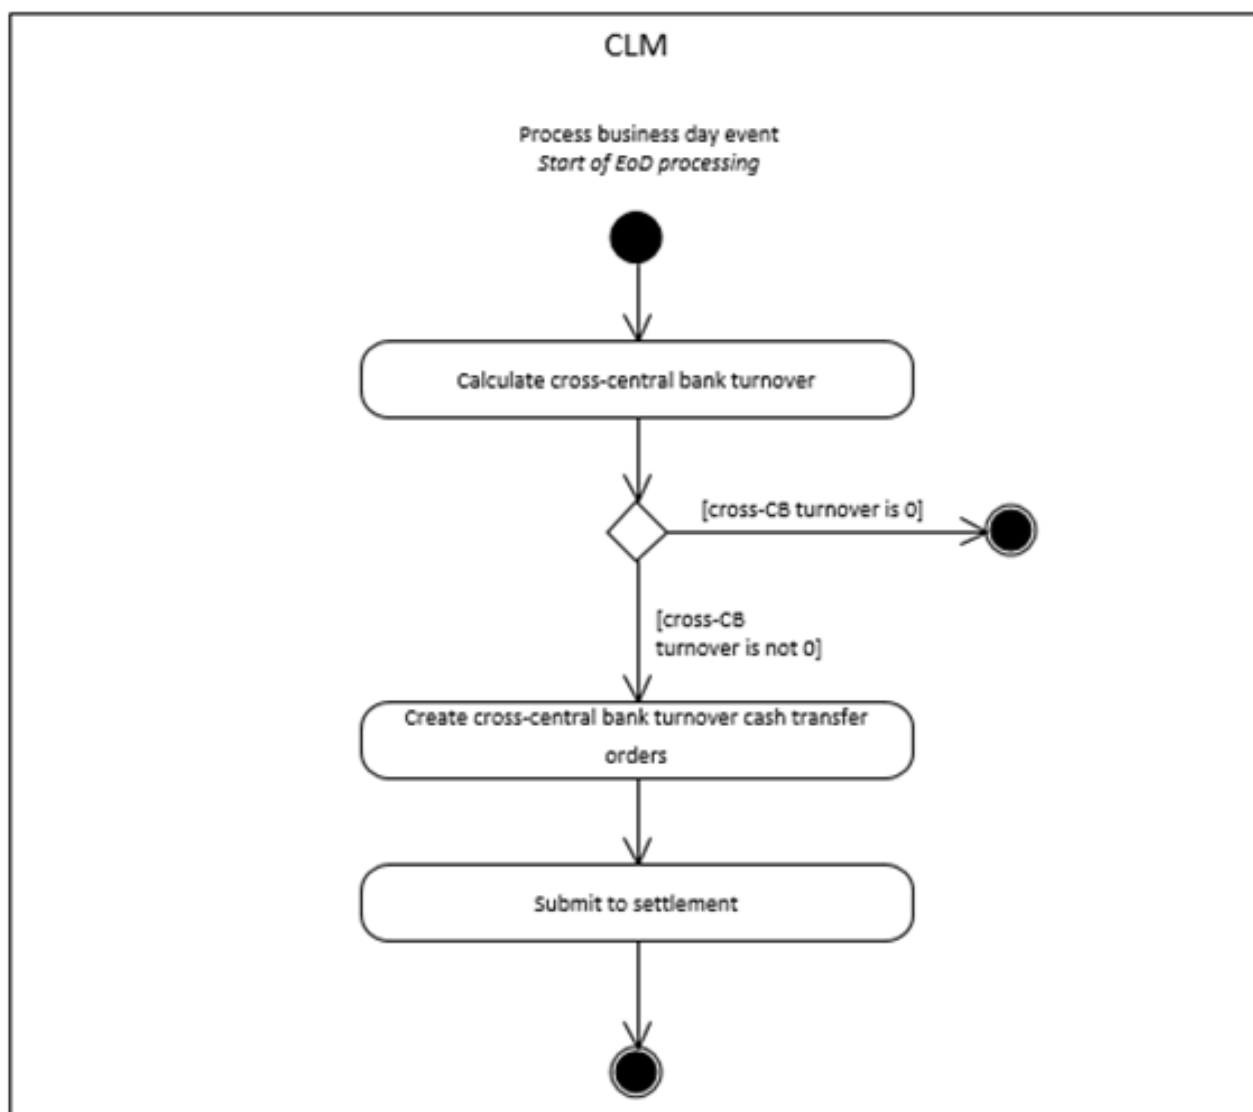 CLM
Process business day event
Start of EoD processing
Calculate cross-central bank turnover
[cross-CB turnover is 0]
[cross-CB
turnover is not 0]
Create cross-central bank turnover cash transfer
orders
Submit to settlement